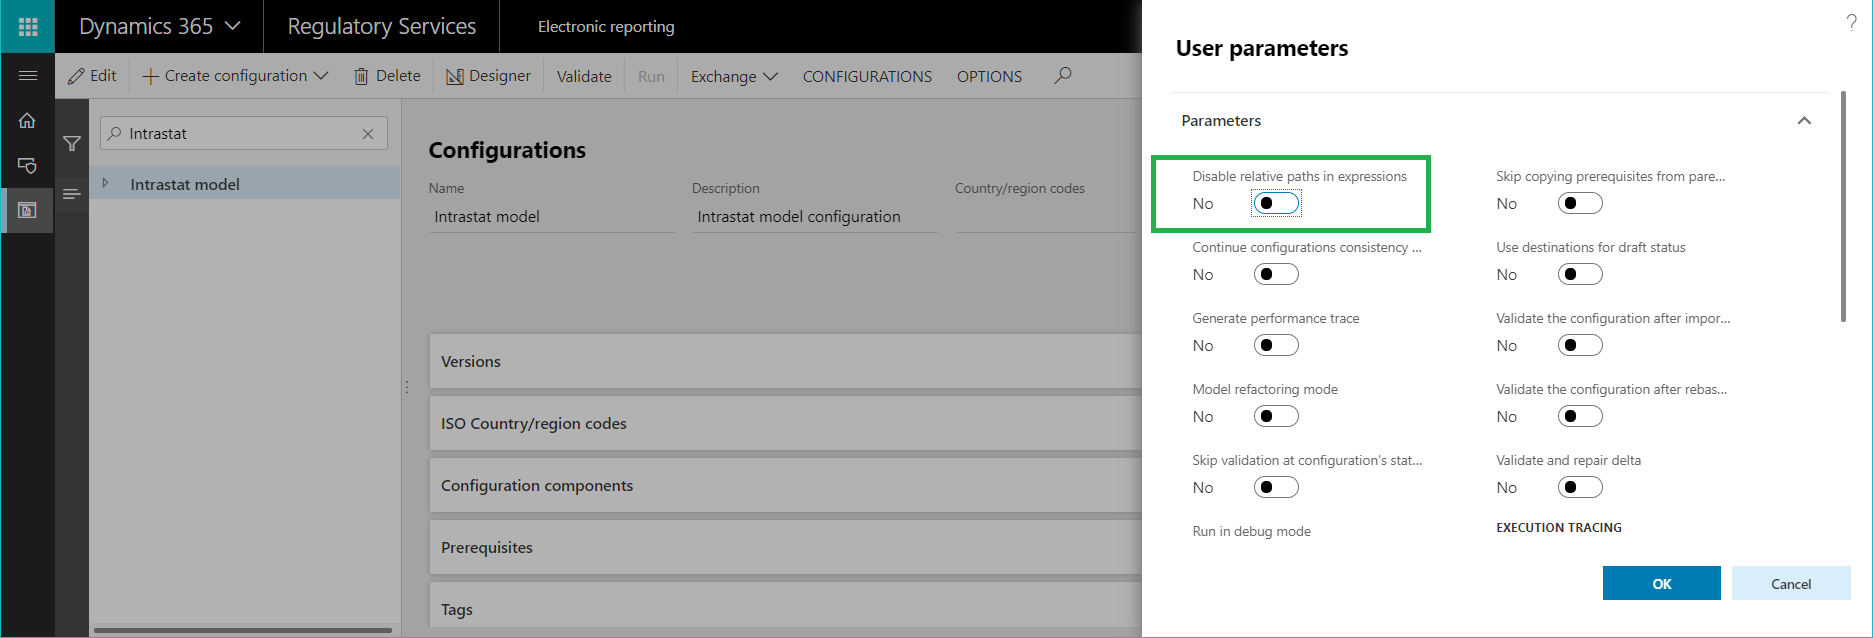 Dynamics 365
Regulatory Services
Electronic reporting
Edit
Create configuration
Delete
Designer
Validate
Run
Exchange
CONFIGURATIONS
OPTIONS
Intrastat
Intrastat model
Configurations
Name
Description
Country/region codes
Intrastat model
Intrastat model configuration
Versions
ISO Country/region codes
Configuration components
Prerequisites
Tags
?
User parameters
Parameters
Disable relative paths in expressions
No
Skip copying prerequisites from pare...
No
Continue configurations consistency ...
No
Use destinations for draft status
No
Generate performance trace
No
Validate the configuration after impor...
No
Model refactoring mode
No
Validate the configuration after rebas...
No
Skip validation at configuration's stat...
No
Validate and repair delta
No
Run in debug mode
EXECUTION TRACING
OK
Cancel